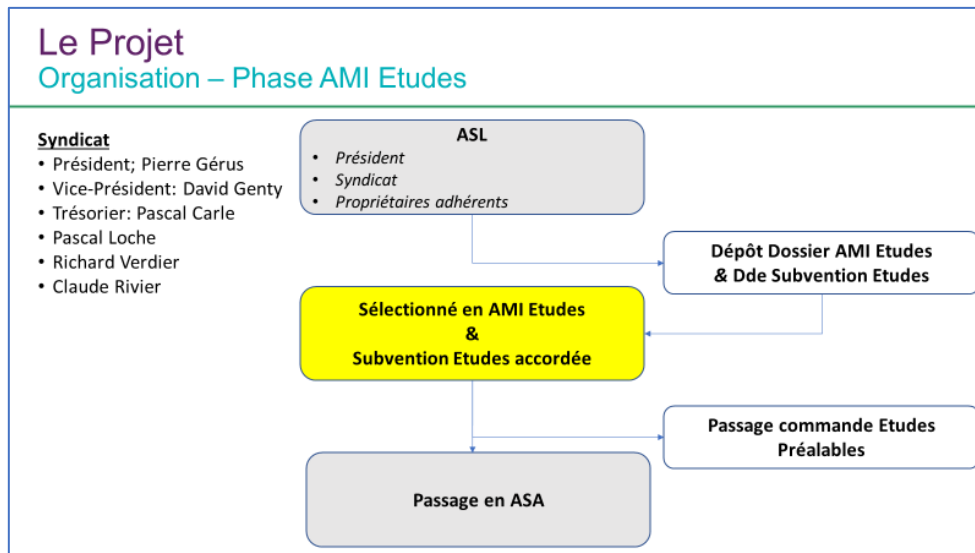 Le Projet
Organisation – Phase AMI Etudes
Syndicat
• Président; Pierre Gérus
• Vice-Président: David Genty
• Trésorier: Pascal Carle
• Pascal Loche
• Richard Verdier
• Claude Rivier
ASL
• Président
• Syndicat
• Propriétaires adhérents
Dépôt Dossier AMI Etudes
& Dde Subvention Etudes
Sélectionné en AMI Etudes
&
Subvention Etudes accordée
Passage commande Etudes
Préalables
Passage en ASA